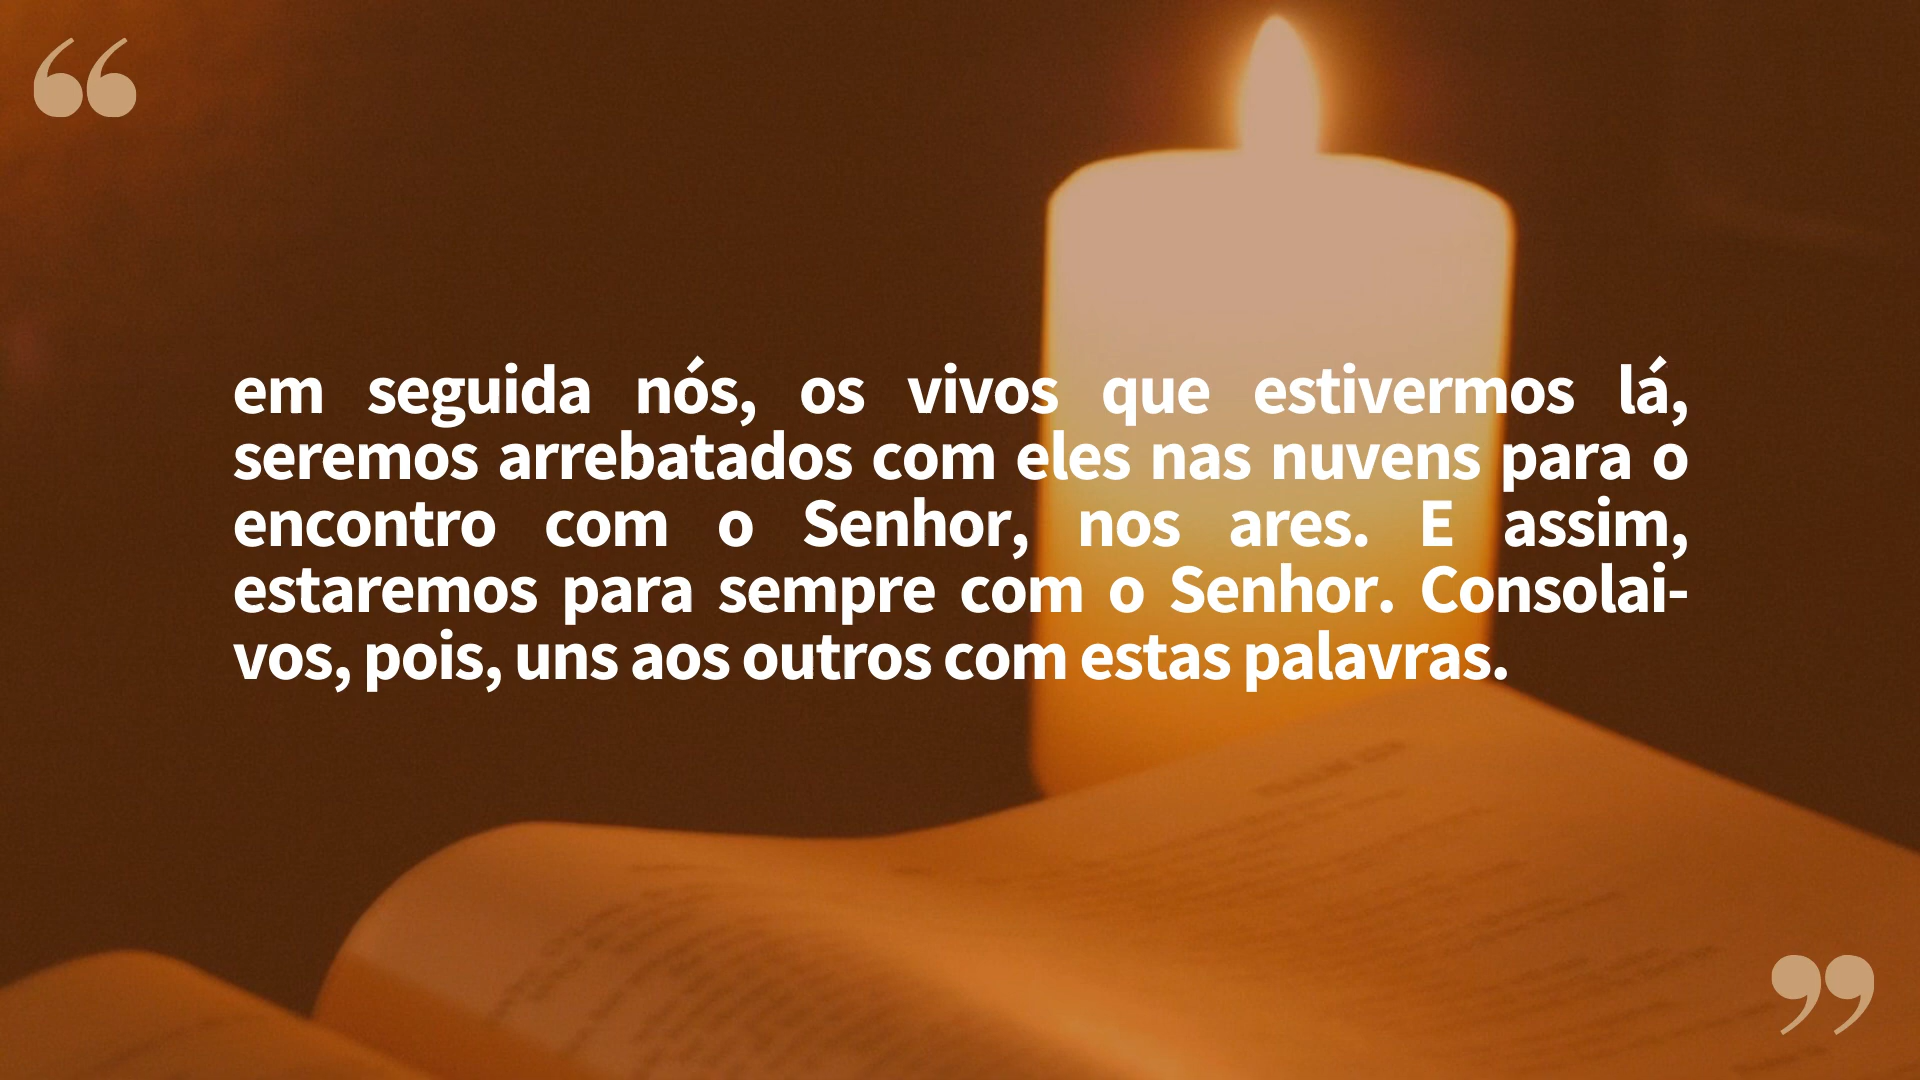 “
em seguida nós, os vivos que estivermos lá,
seremos arrebatados com eles nas nuvens para o
encontro com o Senhor, nos ares. E assim,
estaremos para sempre com o Senhor. Consolai-
vos, pois, uns aos outros com estas palavras.
”